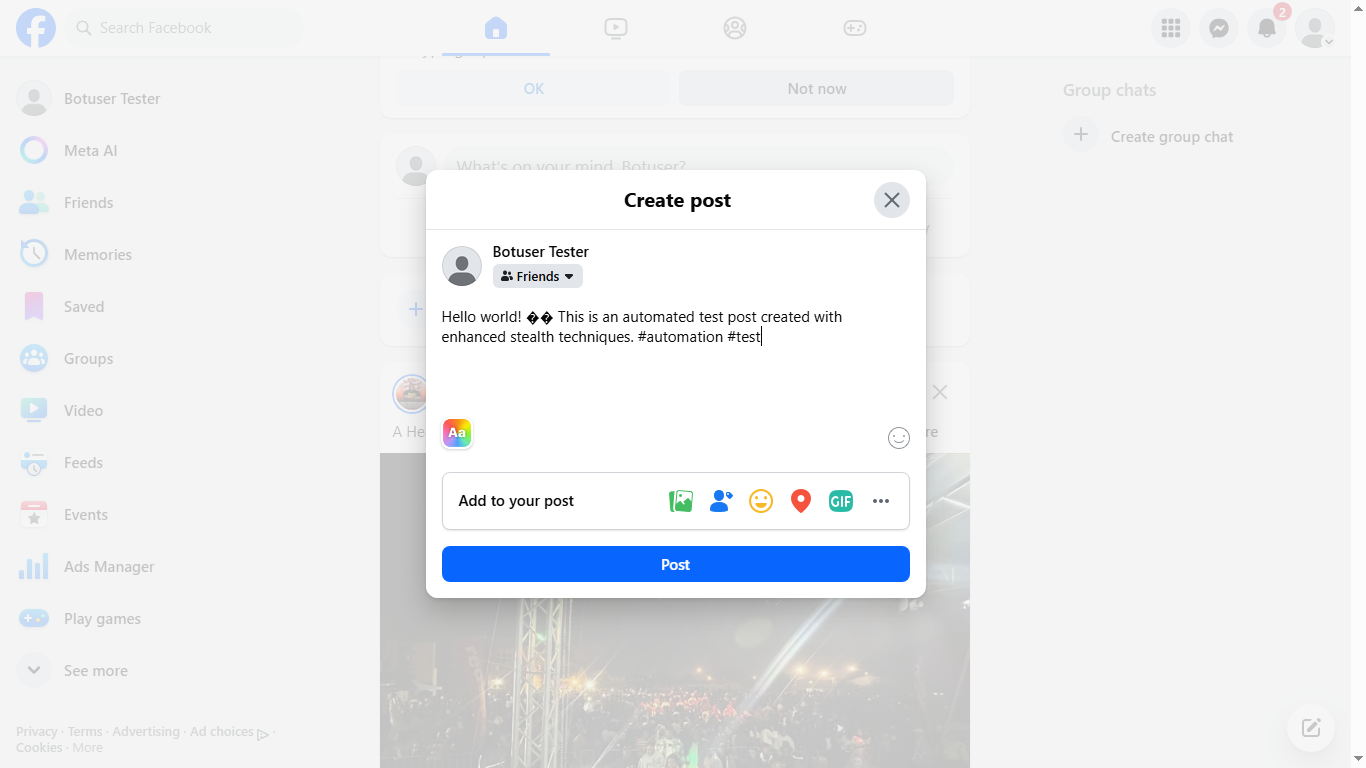 Search Facebook
2
Botuser Tester
Meta AI
Friends
Memories
Saved
Groups
Video
Feeds
Events
Ads Manager
Play games
See more
Privacy · Terms · Advertising · Ad choices ·
Cookies · More
OK
Not now
What's on your mind, Botuser?
Create post
Botuser Tester
Friends
Hello world! �� This is an automated test post created with
enhanced stealth techniques. #automation #test
Aa
Add to your post
GIF
Post
Group chats
Create group chat